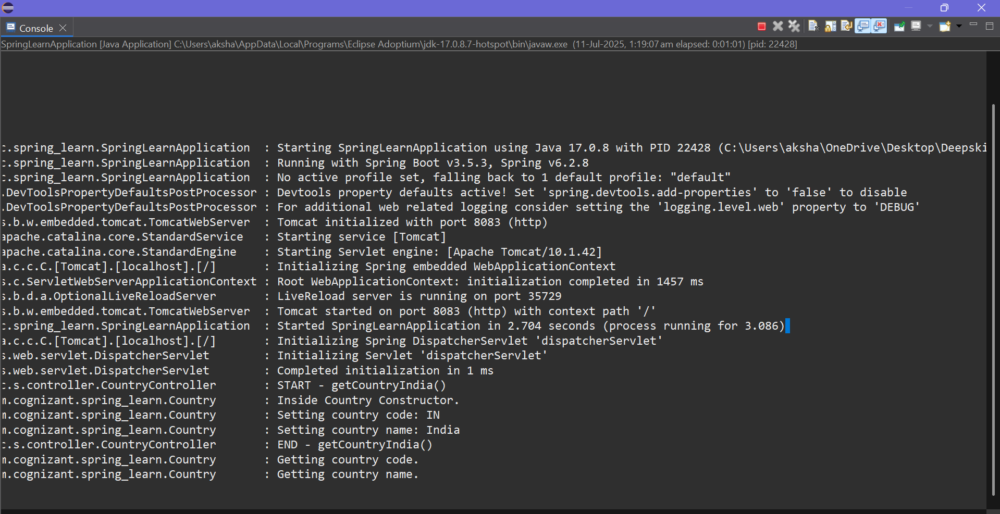 Console
SpringLearnApplication [Java Application] C:\Users\aksha\AppData\Local\Programs\Eclipse Adoptium\jdk-17.0.8.7-hotspot\bin\javaw.exe (11-Jul-2025, 1:19:07 am elapsed: 0:01:01) [pid: 22428]
c.spring_learn.SpringLearnApplication : Starting SpringLearnApplication using Java 17.0.8 with PID 22428 (C:\Users\aksha\OneDrive\Desktop\Deepski
c.spring_learn.SpringLearnApplication : Running with Spring Boot v3.5.3, Spring v6.2.8
c.spring_learn.SpringLearnApplication : No active profile set, falling back to 1 default profile: "default"
.DevToolsPropertyDefaultsPostProcessor : Devtools property defaults active! Set 'spring.devtools.add-properties' to 'false' to disable
.DevToolsPropertyDefaultsPostProcessor : For additional web related logging consider setting the 'logging.level.web' property to 'DEBUG'
s.b.w.embedded.tomcat.TomcatWebServer : Tomcat initialized with port 8083 (http)
apache.catalina.core.StandardService : Starting service [Tomcat]
apache.catalina.core.StandardEngine : Starting Servlet engine: [Apache Tomcat/10.1.42]
a.c.c.C.[Tomcat].[localhost].[/] : Initializing Spring embedded WebApplicationContext
s.c.ServletWebServerApplicationContext : Root WebApplicationContext: initialization completed in 1457 ms
s.b.d.a.OptionalLiveReloadServer : LiveReload server is running on port 35729
s.b.w.embedded.tomcat.TomcatWebServer : Tomcat started on port 8083 (http) with context path '/'
c.spring_learn.SpringLearnApplication : Started SpringLearnApplication in 2.704 seconds (process running for 3.086)
a.c.c.C.[Tomcat].[localhost].[/] : Initializing Spring DispatcherServlet 'dispatcherServlet'
s.web.servlet.DispatcherServlet : Initializing Servlet 'dispatcherServlet'
s.web.servlet.DispatcherServlet : Completed initialization in 1 ms
c.s.controller.CountryController : START - getCountryIndia()
m.cognizant.spring_learn.Country : Inside Country Constructor.
m.cognizant.spring_learn.Country : Setting country code: IN
m.cognizant.spring_learn.Country : Setting country name: India
c.s.controller.CountryController : END - getCountryIndia()
m.cognizant.spring_learn.Country : Getting country code.
m.cognizant.spring_learn.Country : Getting country name.